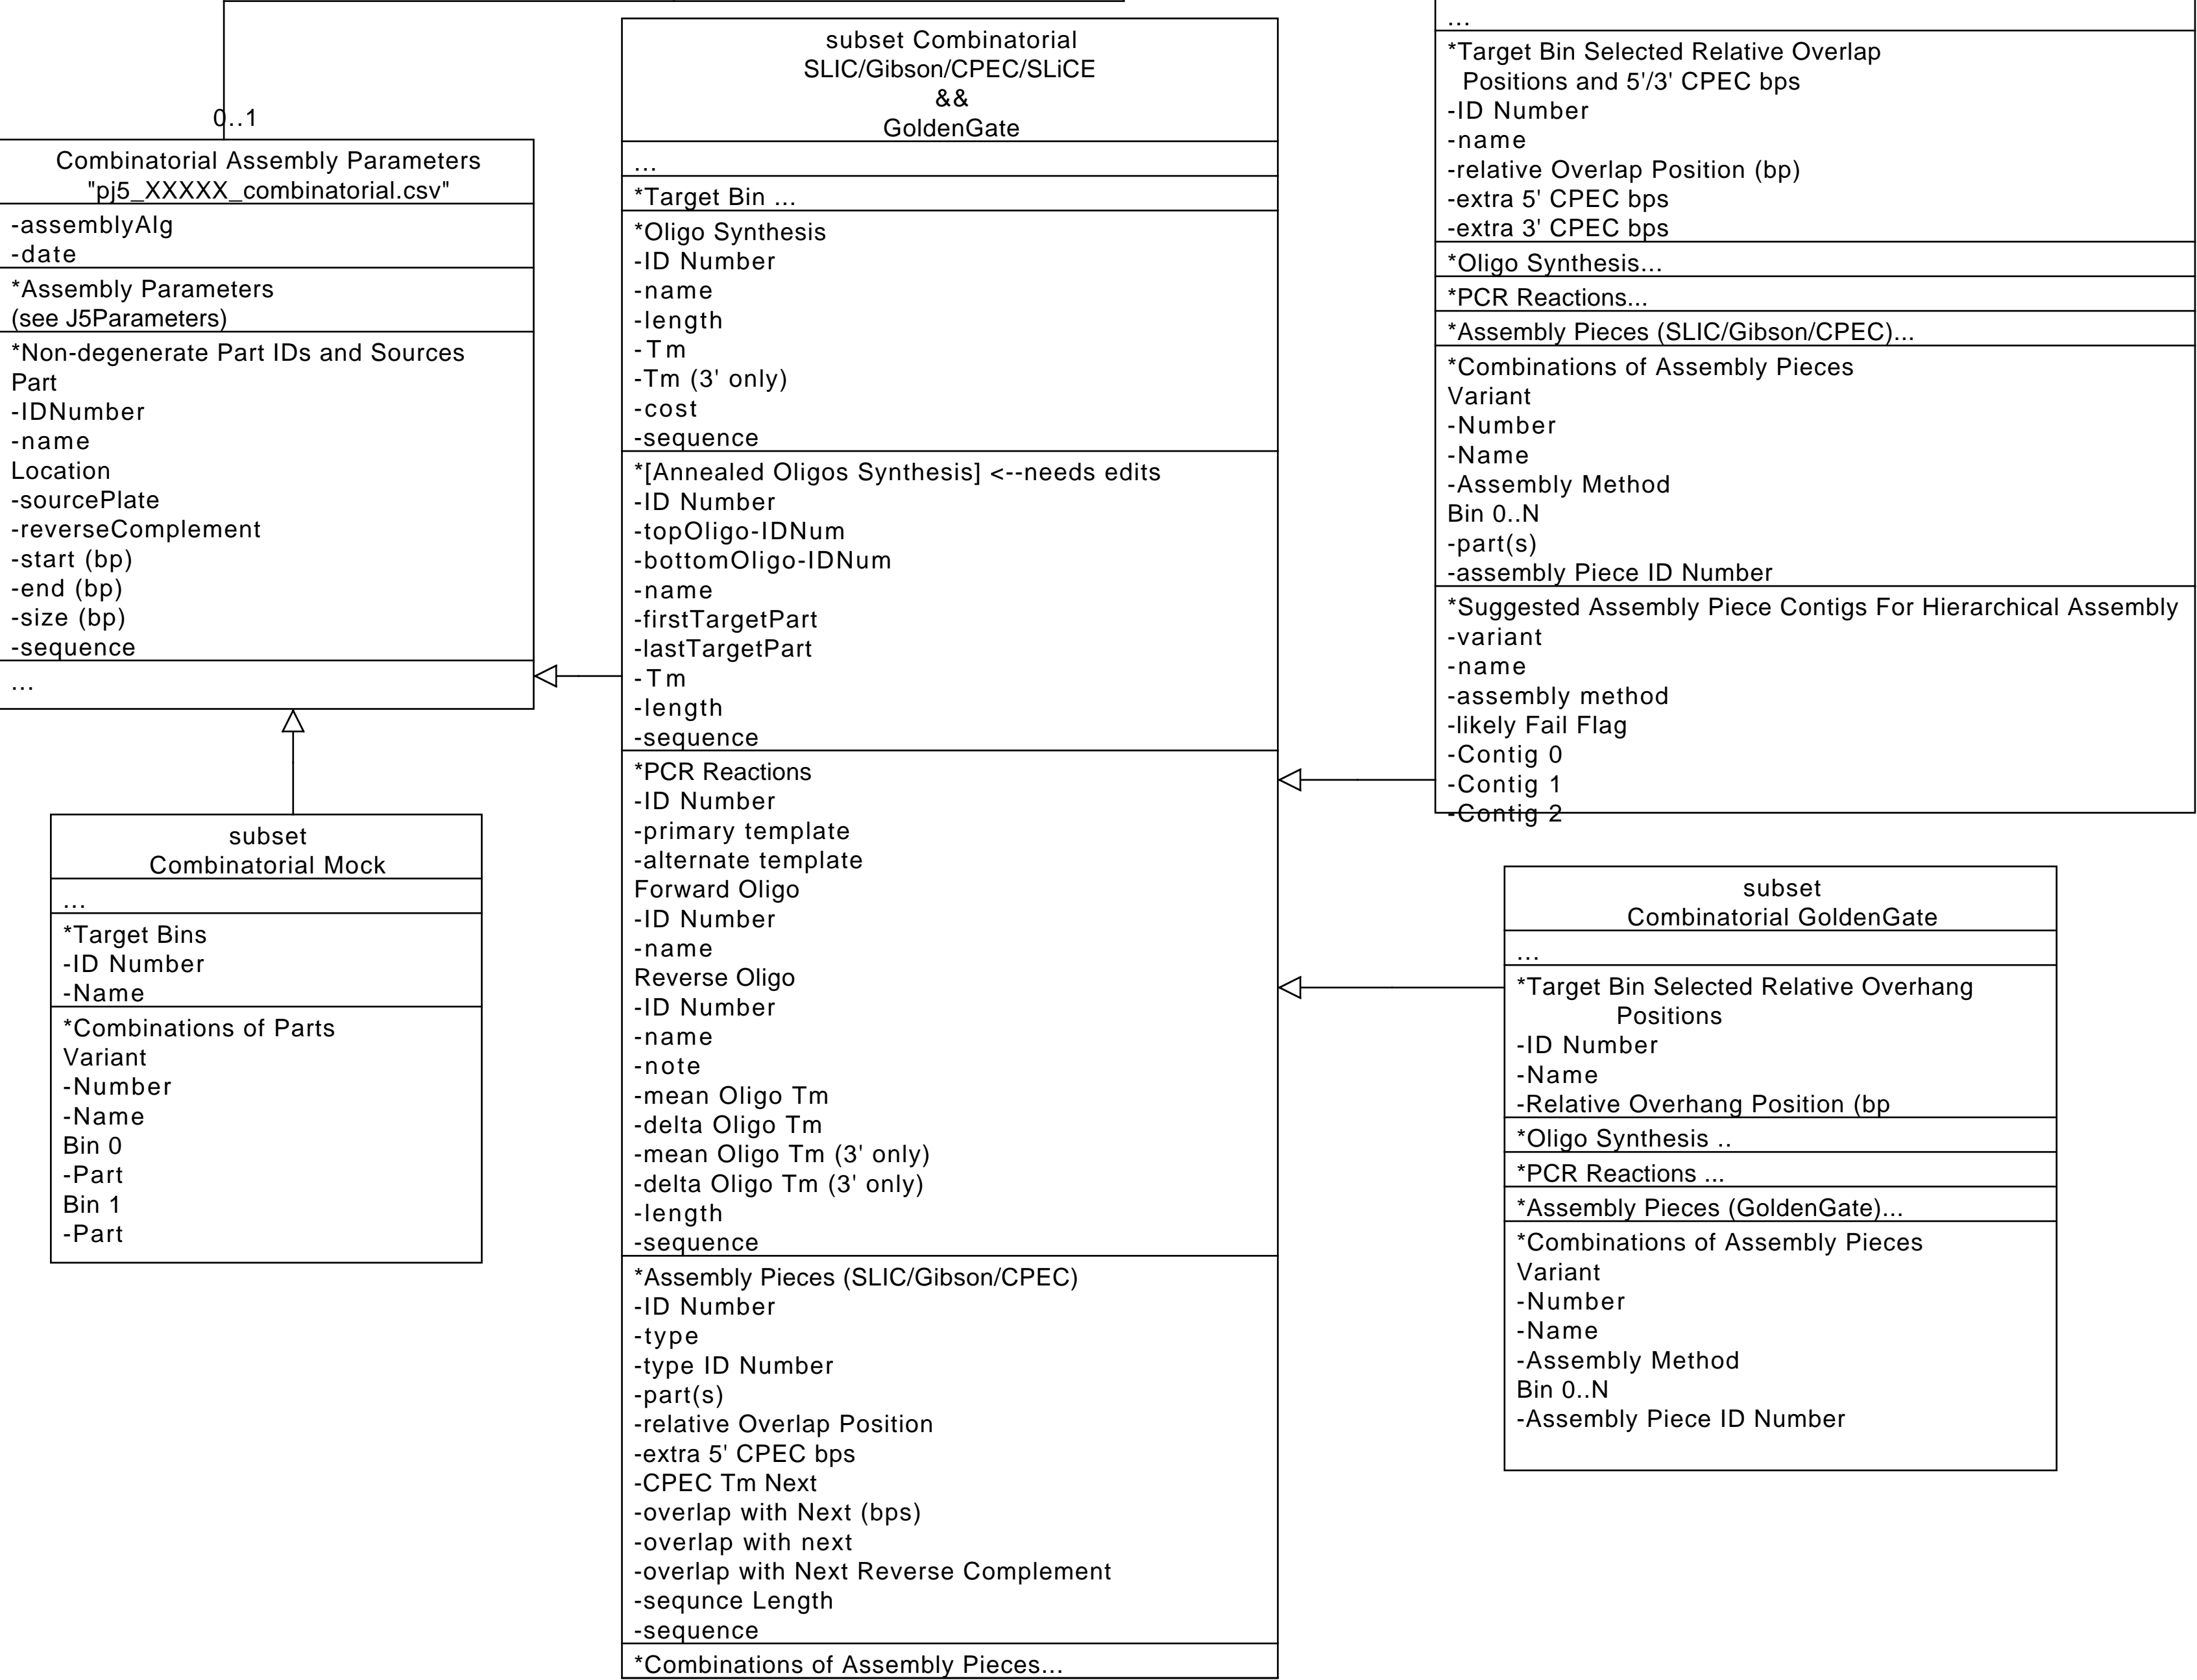 0..1
Combinatorial Assembly Parameters
"pj5_XXXXX_combinatorial.csv"
-assemblyAlg
-date
*Assembly Parameters
(see J5Parameters)
*Non-degenerate Part IDs and Sources
Part
-IDNumber
-name
Location
-sourcePlate
-reverseComplement
-start (bp)
-end (bp)
-size (bp)
-sequence
...
subset
Combinatorial Mock
...
*Target Bins
-ID Number
-Name
*Combinations of Parts
Variant
-Number
-Name
Bin 0
-Part
Bin 1
-Part
subset Combinatorial
SLIC/Gibson/CPEC/SLiCE
&&
GoldenGate
...
*Target Bin ...
*Oligo Synthesis
-ID Number
-name
-length
-Tm
-Tm (3' only)
-cost
-sequence
*[Annealed Oligos Synthesis] <--needs edits
-ID Number
-topOligo-IDNum
-bottomOligo-IDNum
-name
-firstTargetPart
-lastTargetPart
-Tm
-length
-sequence
*PCR Reactions
-ID Number
-primary template
-alternate template
Forward Oligo
-ID Number
-name
Reverse Oligo
-ID Number
-name
-note
-mean Oligo Tm
-delta Oligo Tm
-mean Oligo Tm (3' only)
-delta Oligo Tm (3' only)
-length
-sequence
*Assembly Pieces (SLIC/Gibson/CPEC)
-ID Number
-type
-type ID Number
-part(s)
-relative Overlap Position
-extra 5' CPEC bps
-CPEC Tm Next
-overlap with Next (bps)
-overlap with next
-overlap with Next Reverse Complement
-sequnce Length
-sequence
*Combinations of Assembly Pieces...
...
*Target Bin Selected Relative Overlap
Positions and 5'/3' CPEC bps
-ID Number
-name
-relative Overlap Position (bp)
-extra 5' CPEC bps
-extra 3' CPEC bps
*Oligo Synthesis...
*PCR Reactions...
*Assembly Pieces (SLIC/Gibson/CPEC)...
*Combinations of Assembly Pieces
Variant
-Number
-Name
-Assembly Method
Bin 0..N
-part(s)
-assembly Piece ID Number
*Suggested Assembly Piece Contigs For Hierarchical Assembly
-variant
-name
-assembly method
-likely Fail Flag
-Contig 0
-Contig 1
-Contig 2
subset
Combinatorial GoldenGate
...
*Target Bin Selected Relative Overhang
Positions
-ID Number
-Name
-Relative Overhang Position (bp
*Oligo Synthesis ..
*PCR Reactions ...
*Assembly Pieces (GoldenGate)...
*Combinations of Assembly Pieces
Variant
-Number
-Name
-Assembly Method
Bin 0..N
-Assembly Piece ID Number